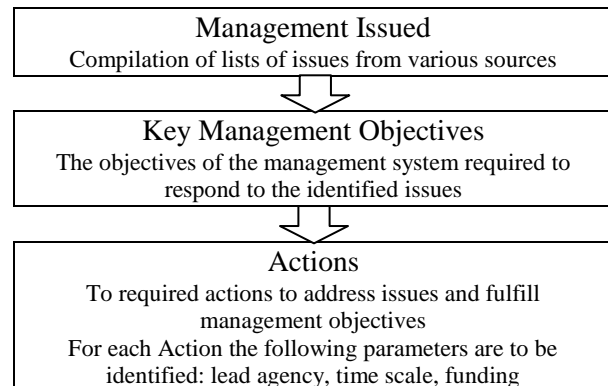 Management Issued
Compilation of lists of issues from various sources
Key Management Objectives
The objectives of the management system required to
respond to the identified issues
Actions
To required actions to address issues and fulfill
management objectives
For each Action the following parameters are to be
identified: lead agency, time scale, funding